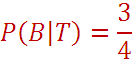 P(B|T) = 3/4